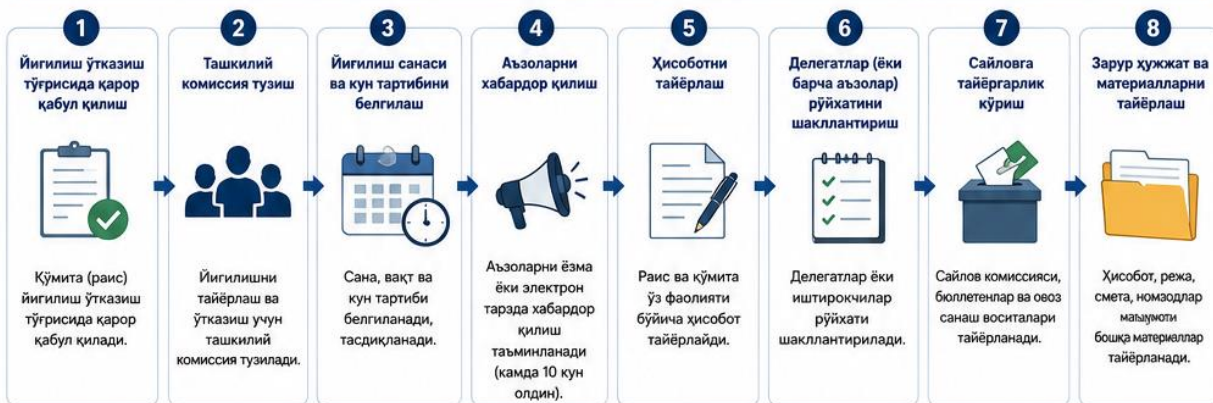 1
Йиғилиш ўтказиш
тўғрисида қарор
қабул қилиш
Қўмита (раис)
йиғилиш ўтказиш
тўғрисида қарор
қабул қилади.
2
Ташкилий
комиссия тузиш
Йиғилишни
тайёрлаш ва
ўтказиш учун
ташкилий
комиссия тузилади.
3
Йиғилиш санаси
ва кун тартибини
белгилаш
Сана, вақт ва
кун тартиби
белгиланади,
тасдиқланади.
4
Аъзоларни
хабардор қилиш
Аъзоларни ёзма
ёки электрон
тарзда хабардор
қилиш
таъминланади
(камда 10 кун
олдин).
5
Ҳисоботни
тайёрлаш
Раис ва қўмита
ўз фаолияти
бўйича ҳисобот
тайёрлайди.
6
Делегатлар (ёки
барча аъзолар)
рўйхатини
шакллантириш
Делегатлар ёки
иштирокчилар
рўйхати
шакллантирилади.
7
Сайловга
тайёргарлик
кўриш
Сайлов комиссияси,
бюллетенлар ва овоз
санаш воситалари
тайёрланади.
8
Зарур ҳужжат ва
материалларни
тайёрлаш
Ҳисобот, режа,
смета, номзодлар
бошқа материаллар
тайёрланади.